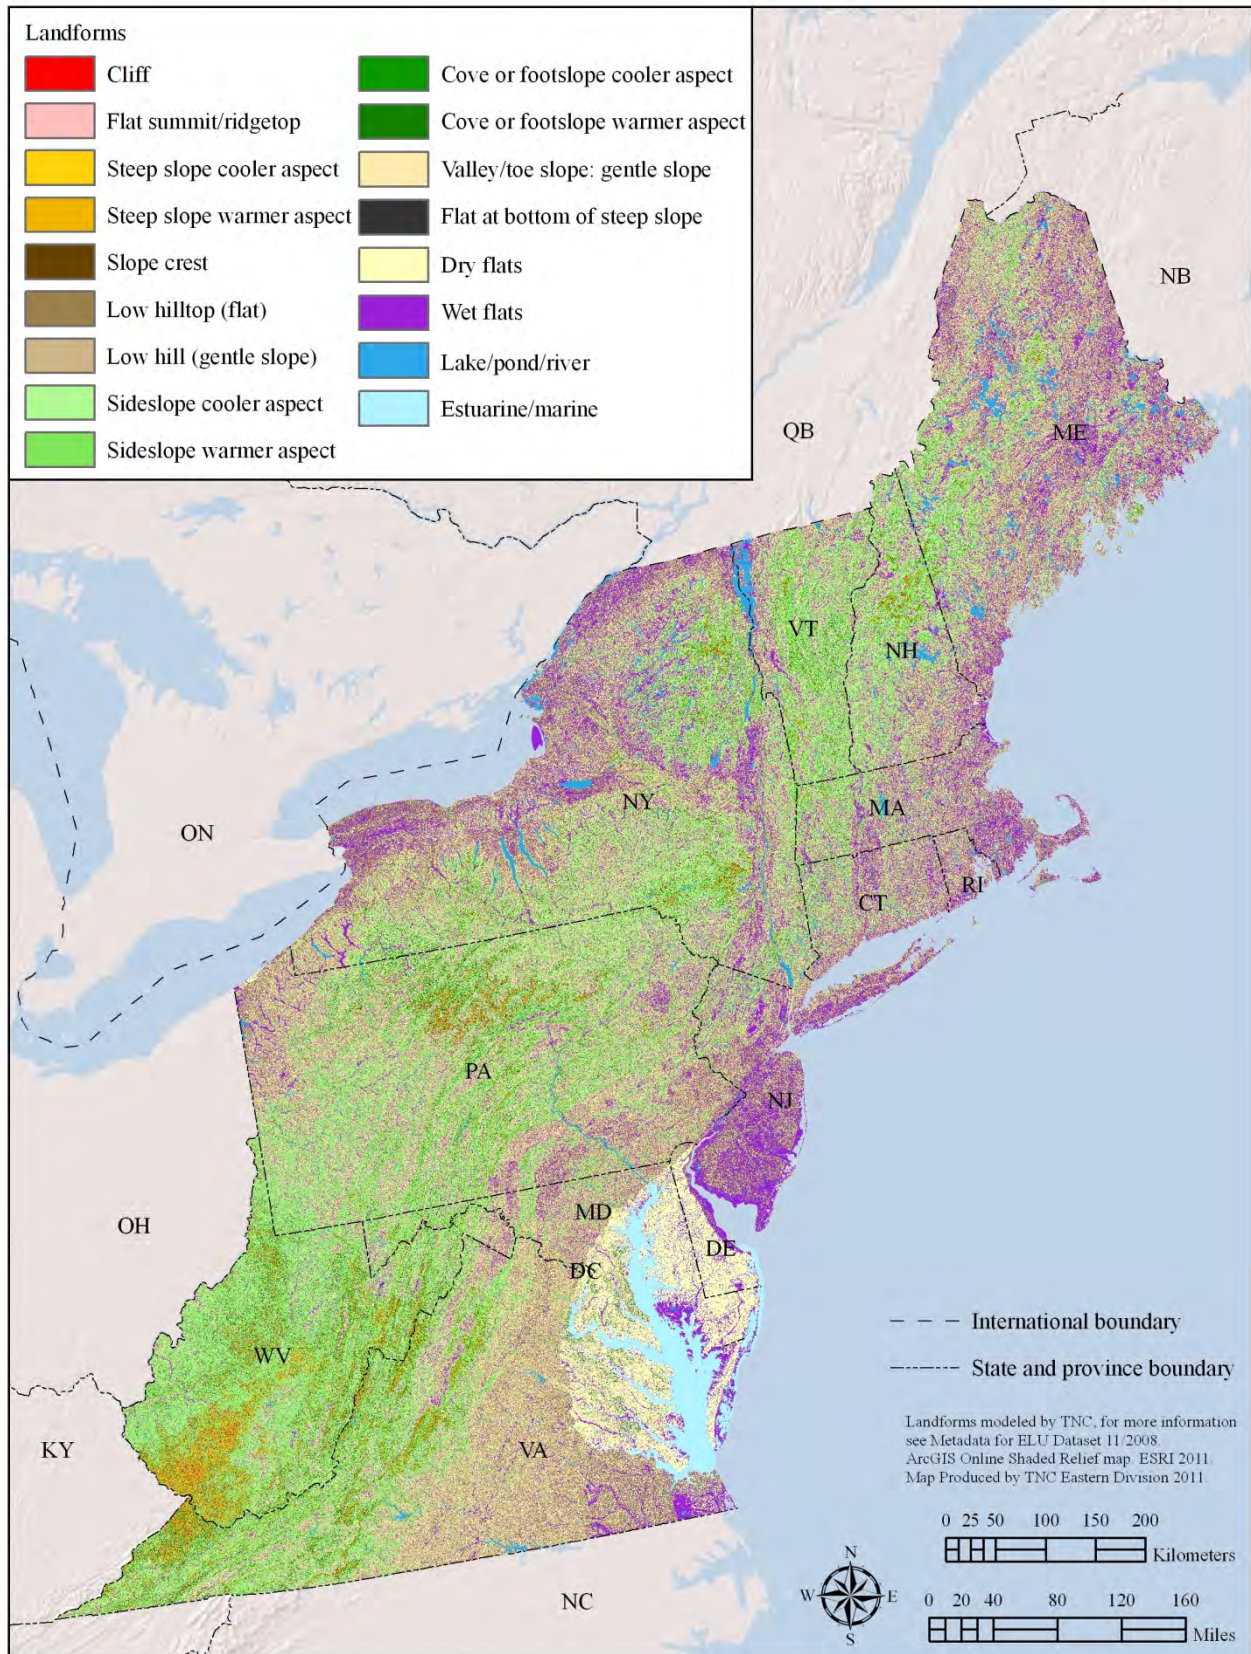 Landforms
Cliff
Flat summit/ridgetop
Steep slope cooler aspect
Steep slope warmer aspect
Slope crest
Low hilltop (flat)
Low hill (gentle slope)
Sideslope cooler aspect
Sideslope warmer aspect
Cove or footslope cooler aspect
Cove or footslope warmer aspect
Valley/toe slope: gentle slope
Flat at bottom of steep slope
Dry flats
Wet flats
Lake/pond/river
Estuarine/marine
NB
QB
ME
VT
NH
ON
NY
MA
CT
RI
PA
NJ
OH
MD
DE
DC
WV
KY
VA
NC
International boundary
State and province boundary
Landforms modeled by TNC, for more information
see Metadata for ELU Dataset 11/2008.
ArcGIS Online Shaded Relief map. ESRI 2011.
Map Produced by TNC Eastern Division 2011.
0 25 50 100 150 200
Kilometers
0 20 40 80 120 160
Miles
N
W E
S